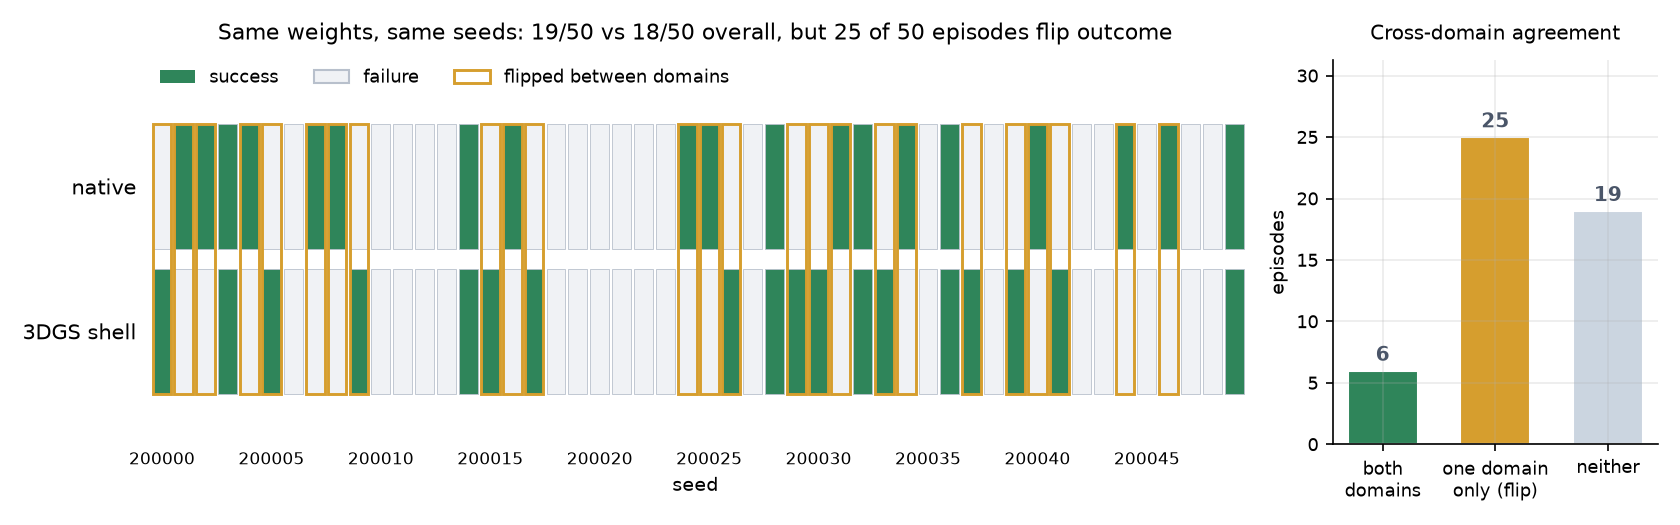 Same weights, same seeds: 19/50 vs 18/50 overall, but 25 of 50 episodes flip outcome
success
failure
flipped between domains
native
3DGS shell
200000
200005
200010
200015
200020
200025
200030
200035
200040
200045
seed
Cross-domain agreement
episodes
30
25
20
15
10
5
0
6
25
19
both
domains
one domain
only (flip)
neither